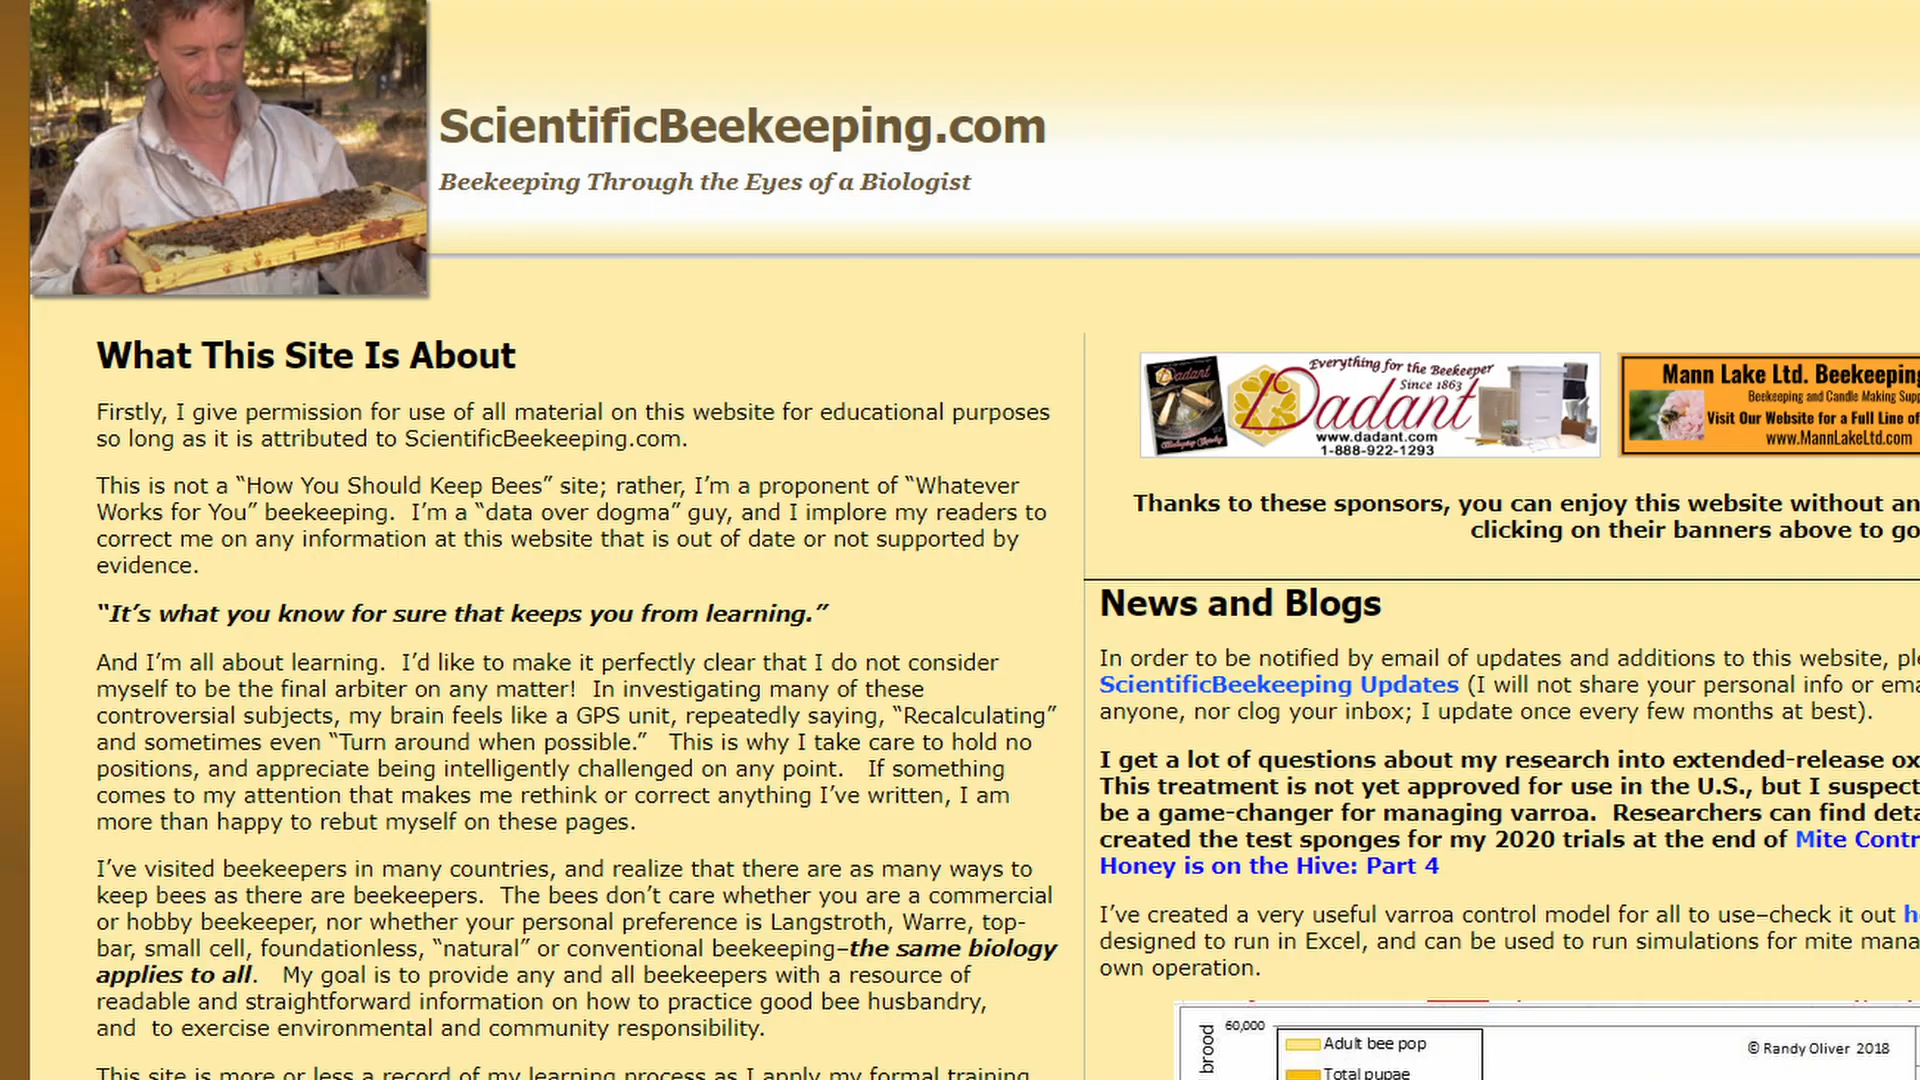 ScientificBeekeeping.com
Beekeeping Through the Eyes of a Biologist
What This Site Is About
Firstly, I give permission for use of all material on this website for educational purposes
so long as it is attributed to ScientificBeekeeping.com.
This is not a “How You Should Keep Bees” site; rather, I’m a proponent of “Whatever
Works for You” beekeeping. I’m a “data over dogma” guy, and I implore my readers to
correct me on any information at this website that is out of date or not supported by
evidence.
“It’s what you know for sure that keeps you from learning.”
And I’m all about learning. I’d like to make it perfectly clear that I do not consider
myself to be the final arbiter on any matter! In investigating many of these
controversial subjects, my brain feels like a GPS unit, repeatedly saying, “Recalculating”
and sometimes even “Turn around when possible.” This is why I take care to hold no
positions, and appreciate being intelligently challenged on any point. If something
comes to my attention that makes me rethink or correct anything I’ve written, I am
more than happy to rebut myself on these pages.
I’ve visited beekeepers in many countries, and realize that there are as many ways to
keep bees as there are beekeepers. The bees don’t care whether you are a commercial
or hobby beekeeper, nor whether your personal preference is Langstroth, Warre, top-
bar, small cell, foundationless, “natural” or conventional beekeeping–the same biology
applies to all. My goal is to provide any and all beekeepers with a resource of
readable and straightforward information on how to practice good bee husbandry,
and to exercise environmental and community responsibility.
This site is more or less a record of my learning process as I apply my formal training
Dadant
Everything for the Beekeeper
Since 1863
Dadant
www.dadant.com
1-888-922-1293
Mann Lake Ltd. Beekeeping
Beekeeping and Candle Making Supp
Visit Our Website for a Full Line of
www.MannLakeLtd.com
Thanks to these sponsors, you can enjoy this website without an
clicking on their banners above to go
News and Blogs
In order to be notified by email of updates and additions to this website, ple
ScientificBeekeeping Updates (I will not share your personal info or ema
anyone, nor clog your inbox; I update once every few months at best).
I get a lot of questions about my research into extended-release ox
This treatment is not yet approved for use in the U.S., but I suspect
be a game-changer for managing varroa. Researchers can find deta
created the test sponges for my 2020 trials at the end of Mite Contr
Honey is on the Hive: Part 4
I’ve created a very useful varroa control model for all to use–check it out h
designed to run in Excel, and can be used to run simulations for mite mana
own operation.
60,000
brood
Adult bee pop
Total pupae
© Randy Oliver 2018